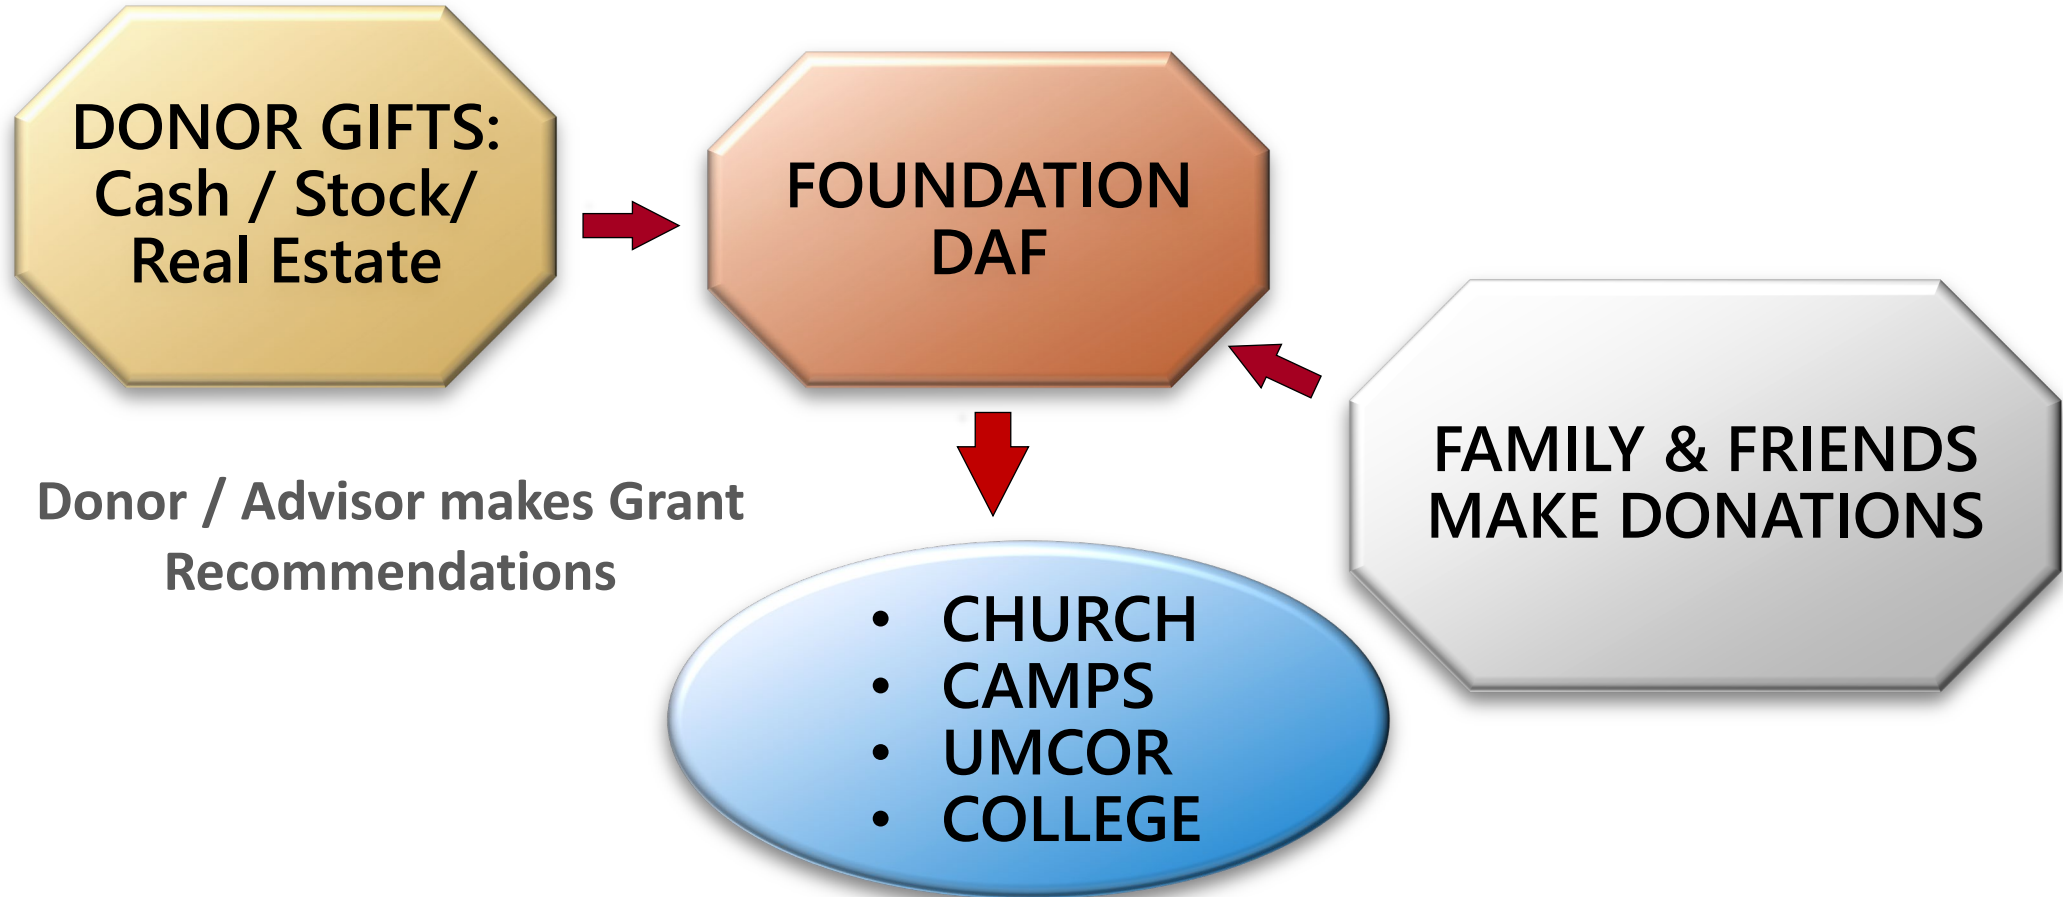 DONOR GIFTS:
Cash / Stock/
Real Estate
FOUNDATION
DAF
FAMILY & FRIENDS
MAKE DONATIONS
Donor / Advisor makes Grant
Recommendations
• CHURCH
• CAMPS
• UMCOR
• COLLEGE